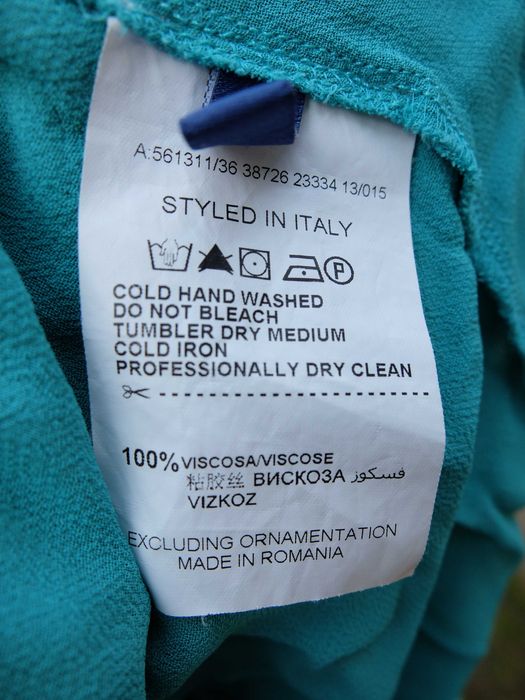 A:561311/36 38726 23334 13/015
STYLED IN ITALY
P
COLD HAND WASHED
DO NOT BLEACH
TUMBLER DRY MEDIUM
COLD IRON
PROFESSIONALLY DRY CLEAN
100% VISCOSA/VISCOSE
粘胶丝 ВИСКОЗА فسكوز
VIZKOZ
EXCLUDING ORNAMENTATION
MADE IN ROMANIA